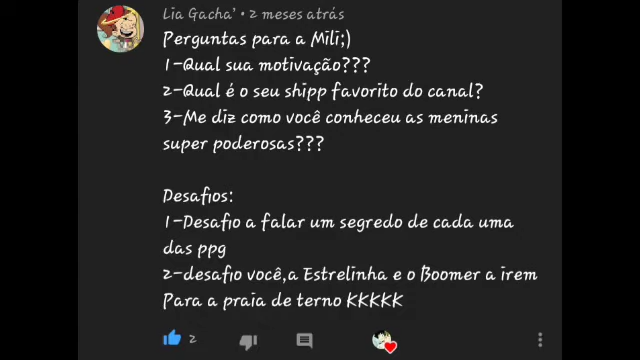 Lia Gacha' • 2 meses atrás
Perguntas para a Mili;)
1-Qual sua motivação???
2-Qual é o seu shipp favorito do canal?
3-Me diz como você conheceu as meninas
super poderosas???
Desafios:
1-Desafio a falar um segredo de cada uma
das ppg
2-desafio você,a Estrelinha e o Boomer a irem
Para a praia de terno KKKKK
2